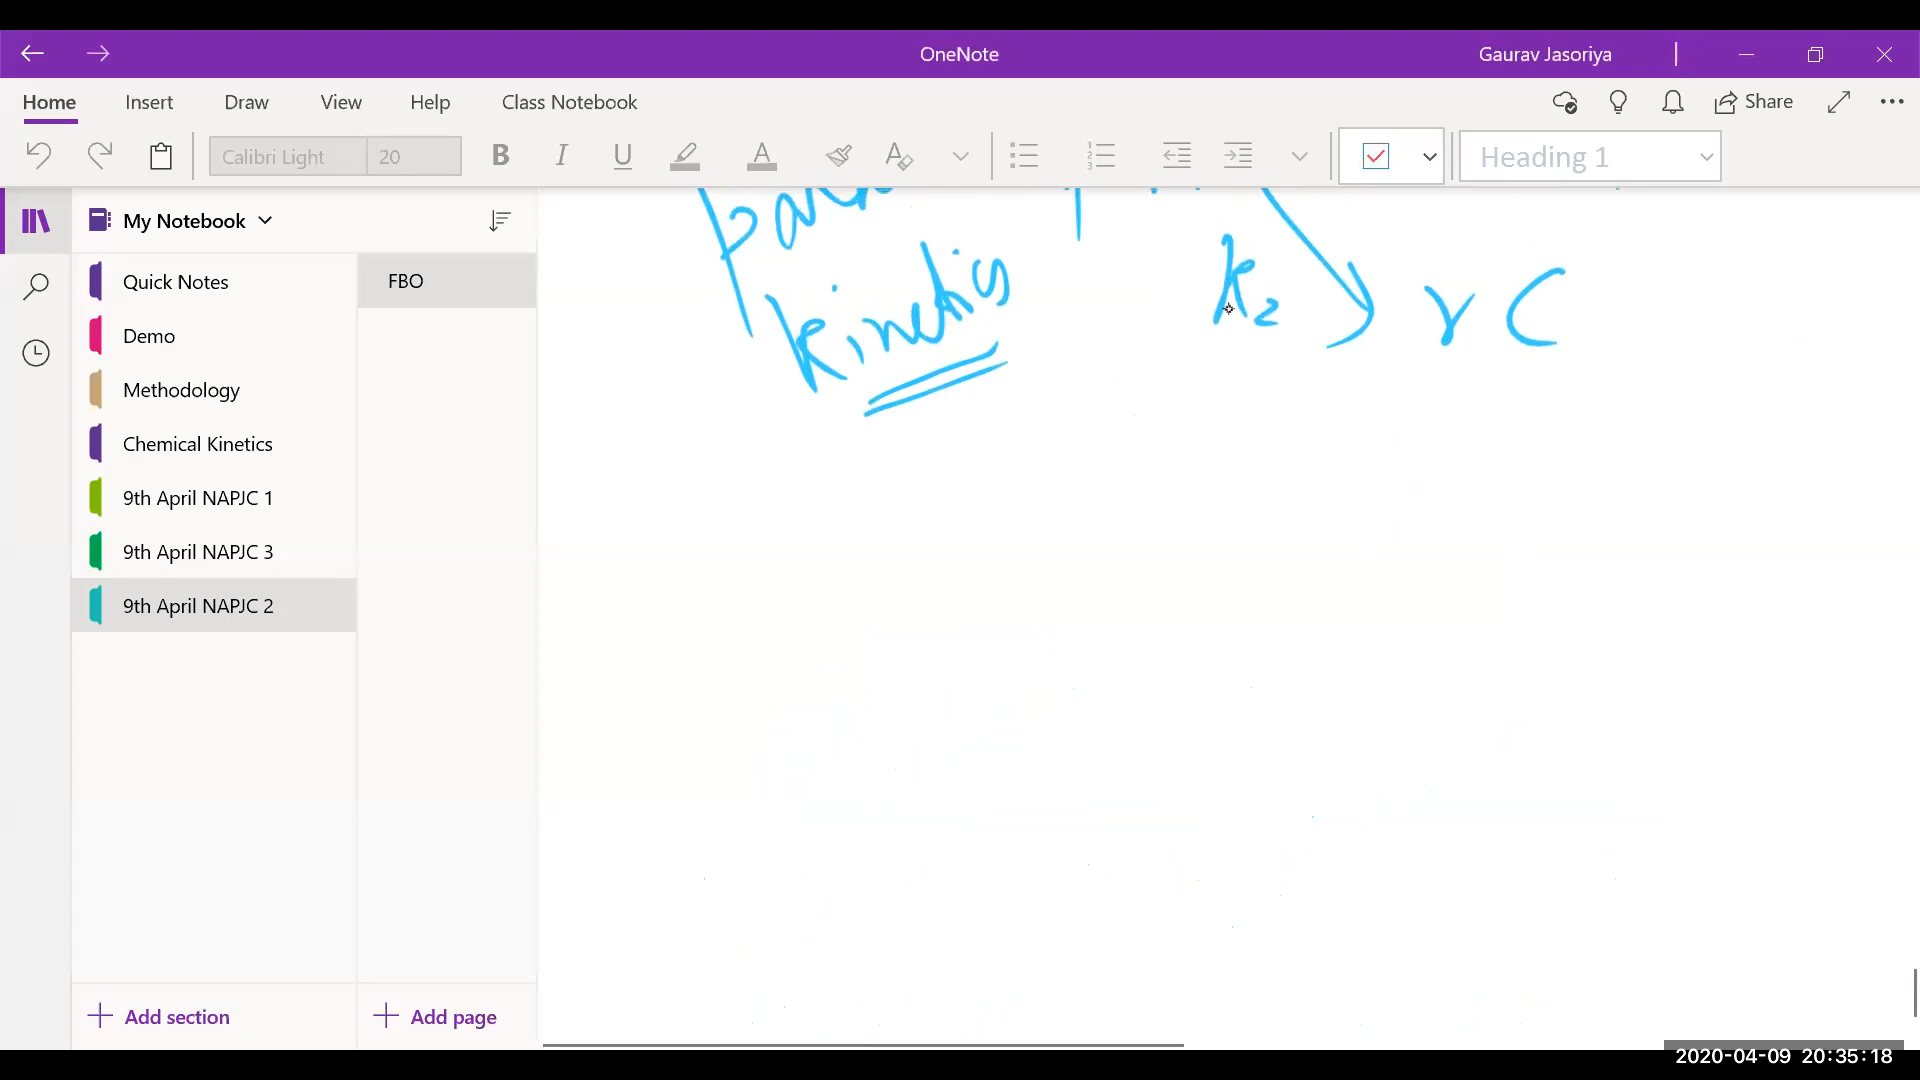 OneNote
Gaurav Jasoriya
Home Insert Draw View Help Class Notebook
Share
Calibri Light 20
B I U
Heading 1
My Notebook
Quick Notes
Demo
Methodology
Chemical Kinetics
9th April NAPJC 1
9th April NAPJC 3
9th April NAPJC 2
FBO
kinetics
k₂
r C
Add section
Add page
2020-04-09 20:35:18